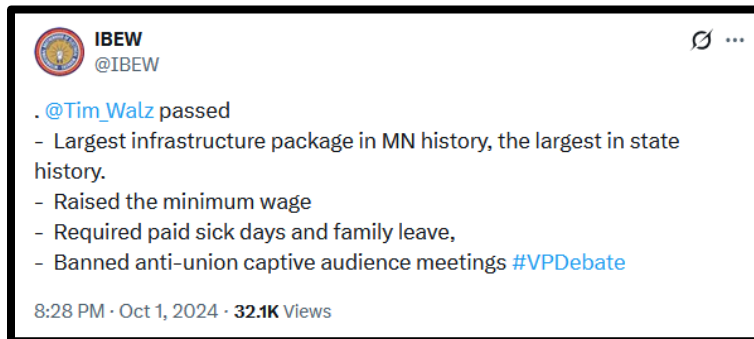 IBEW
@IBEW
. @Tim_Walz passed
- Largest infrastructure package in MN history, the largest in state
history.
- Raised the minimum wage
- Required paid sick days and family leave,
- Banned anti-union captive audience meetings #VPDebate
8:28 PM · Oct 1, 2024 · 32.1K Views